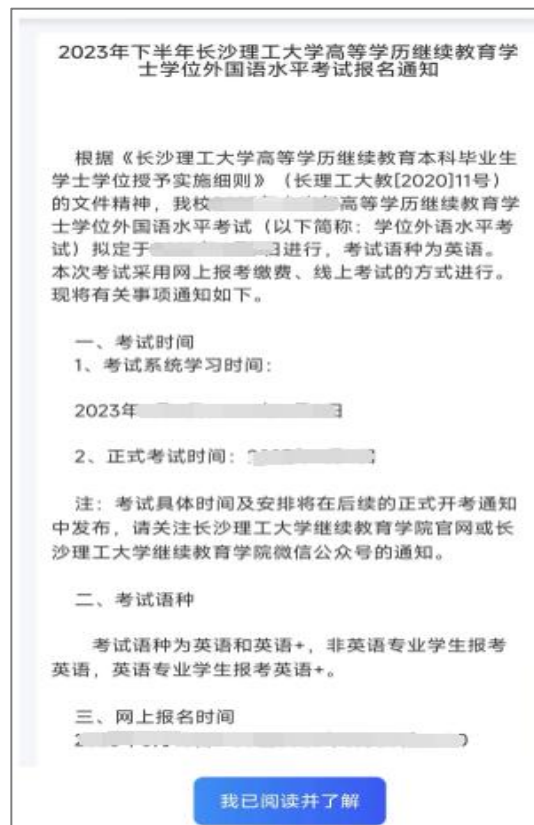 2023年下半年长沙理工大学高等学历继续教育学
士学位外国语水平考试报名通知
根据《长沙理工大学高等学历继续教育本科毕业生
学士学位授予实施细则》（长理工大教[2020]11号）
的文件精神，我校高等学历继续教育学
士学位外国语水平考试（以下简称：学位外语水平考
试）拟定于日进行，考试语种为英语。
本次考试采用网上报考缴费、线上考试的方式进行。
现将有关事项通知如下。
一、考试时间
1、考试系统学习时间：
2023年
2、正式考试时间：
注：考试具体时间及安排将在后续的正式开考通知
中发布，请关注长沙理工大学继续教育学院官网或长
沙理工大学继续教育学院微信公众号的通知。
二、考试语种
考试语种为英语和英语+，非英语专业学生报考
英语，英语专业学生报考英语+。
三、网上报名时间
我已阅读并了解